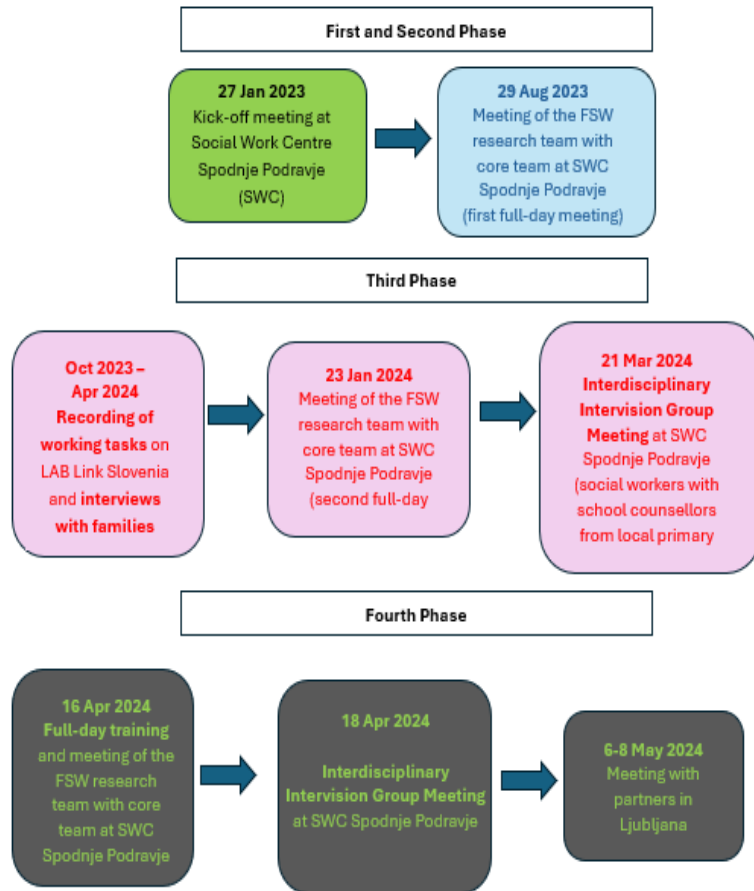 First and Second Phase
27 Jan 2023
Kick-off meeting at
Social Work Centre
Spodnje Podravje
(SWC)
29 Aug 2023
Meeting of the FSW
research team with
core team at SWC
Spodnje Podravje
(first full-day meeting)
Third Phase
Oct 2023 –
Apr 2024
Recording of
working tasks on
LAB Link Slovenia
and interviews
with families
23 Jan 2024
Meeting of the FSW
research team with
core team at SWC
Spodnje Podravje
(second full-day
21 Mar 2024
Interdisciplinary
Intervision Group
Meeting at SWC
Spodnje Podravje
(social workers with
school counsellors
from local primary
Fourth Phase
16 Apr 2024
Full-day training
and meeting of the
FSW research
team with core
team at SWC
Spodnje Podravje
18 Apr 2024
Interdisciplinary
Intervision Group Meeting
at SWC Spodnje Podravje
6-8 May 2024
Meeting with
partners in
Ljubljana